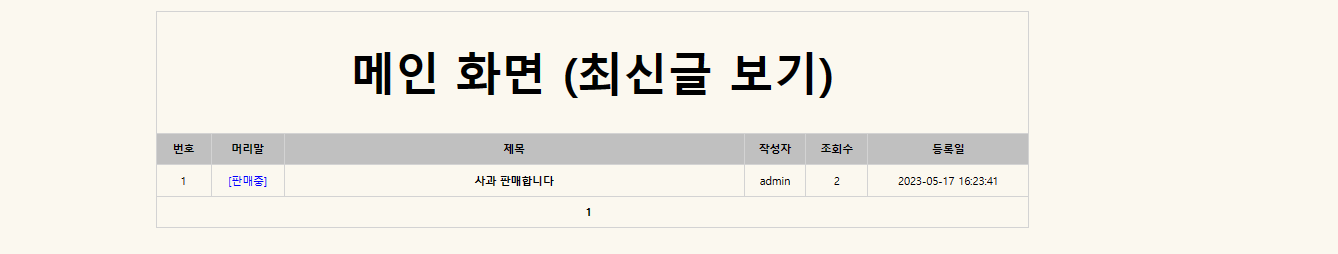 메인 화면 (최신글 보기)
번호 머리말 제목 작성자 조회수 등록일
1 [판매중] 사과 판매합니다 admin 2 2023-05-17 16:23:41
1